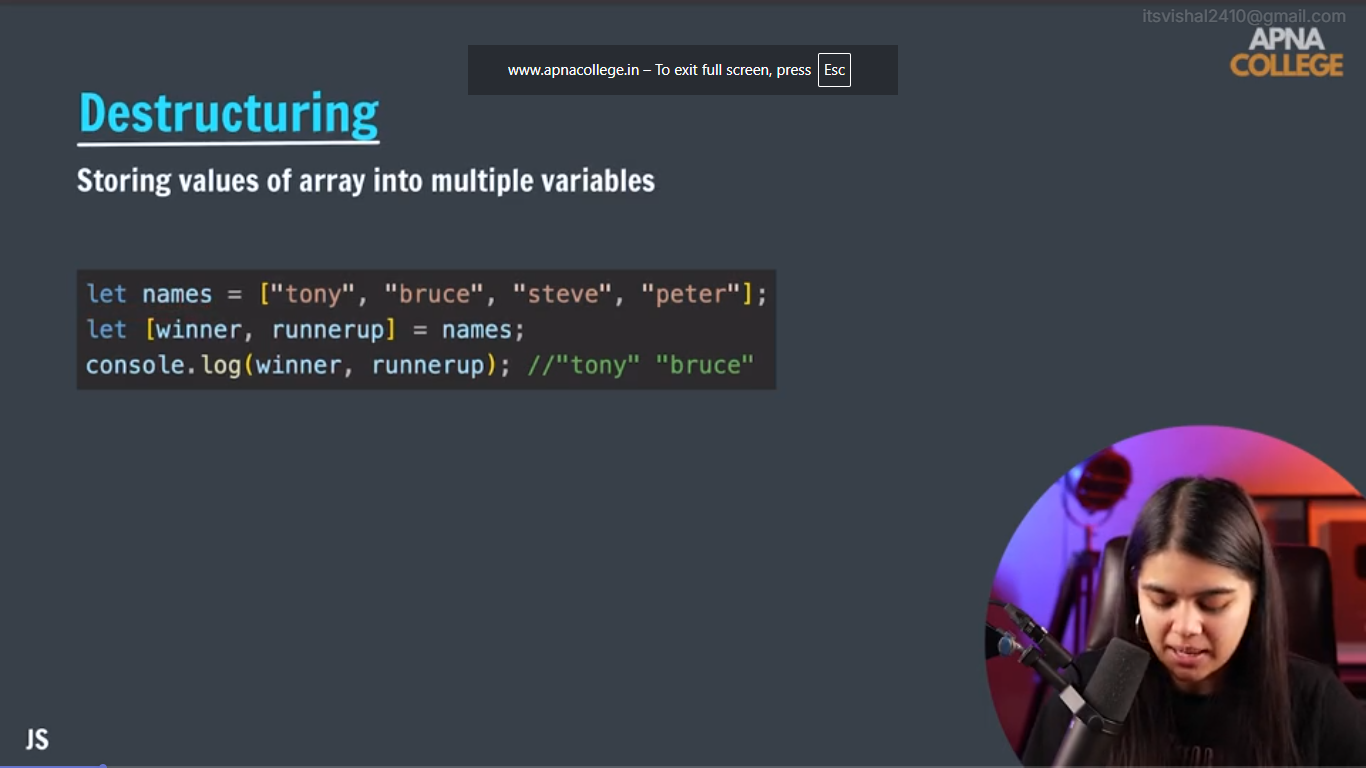 itsvishal2410@gmail.com
APNA
COLLEGE
www.apnacollege.in – To exit full screen, press Esc
Destructuring
Storing values of array into multiple variables
let names = ["tony", "bruce", "steve", "peter"];
let [winner, runnerup] = names;
console.log(winner, runnerup); //"tony" "bruce"
JS